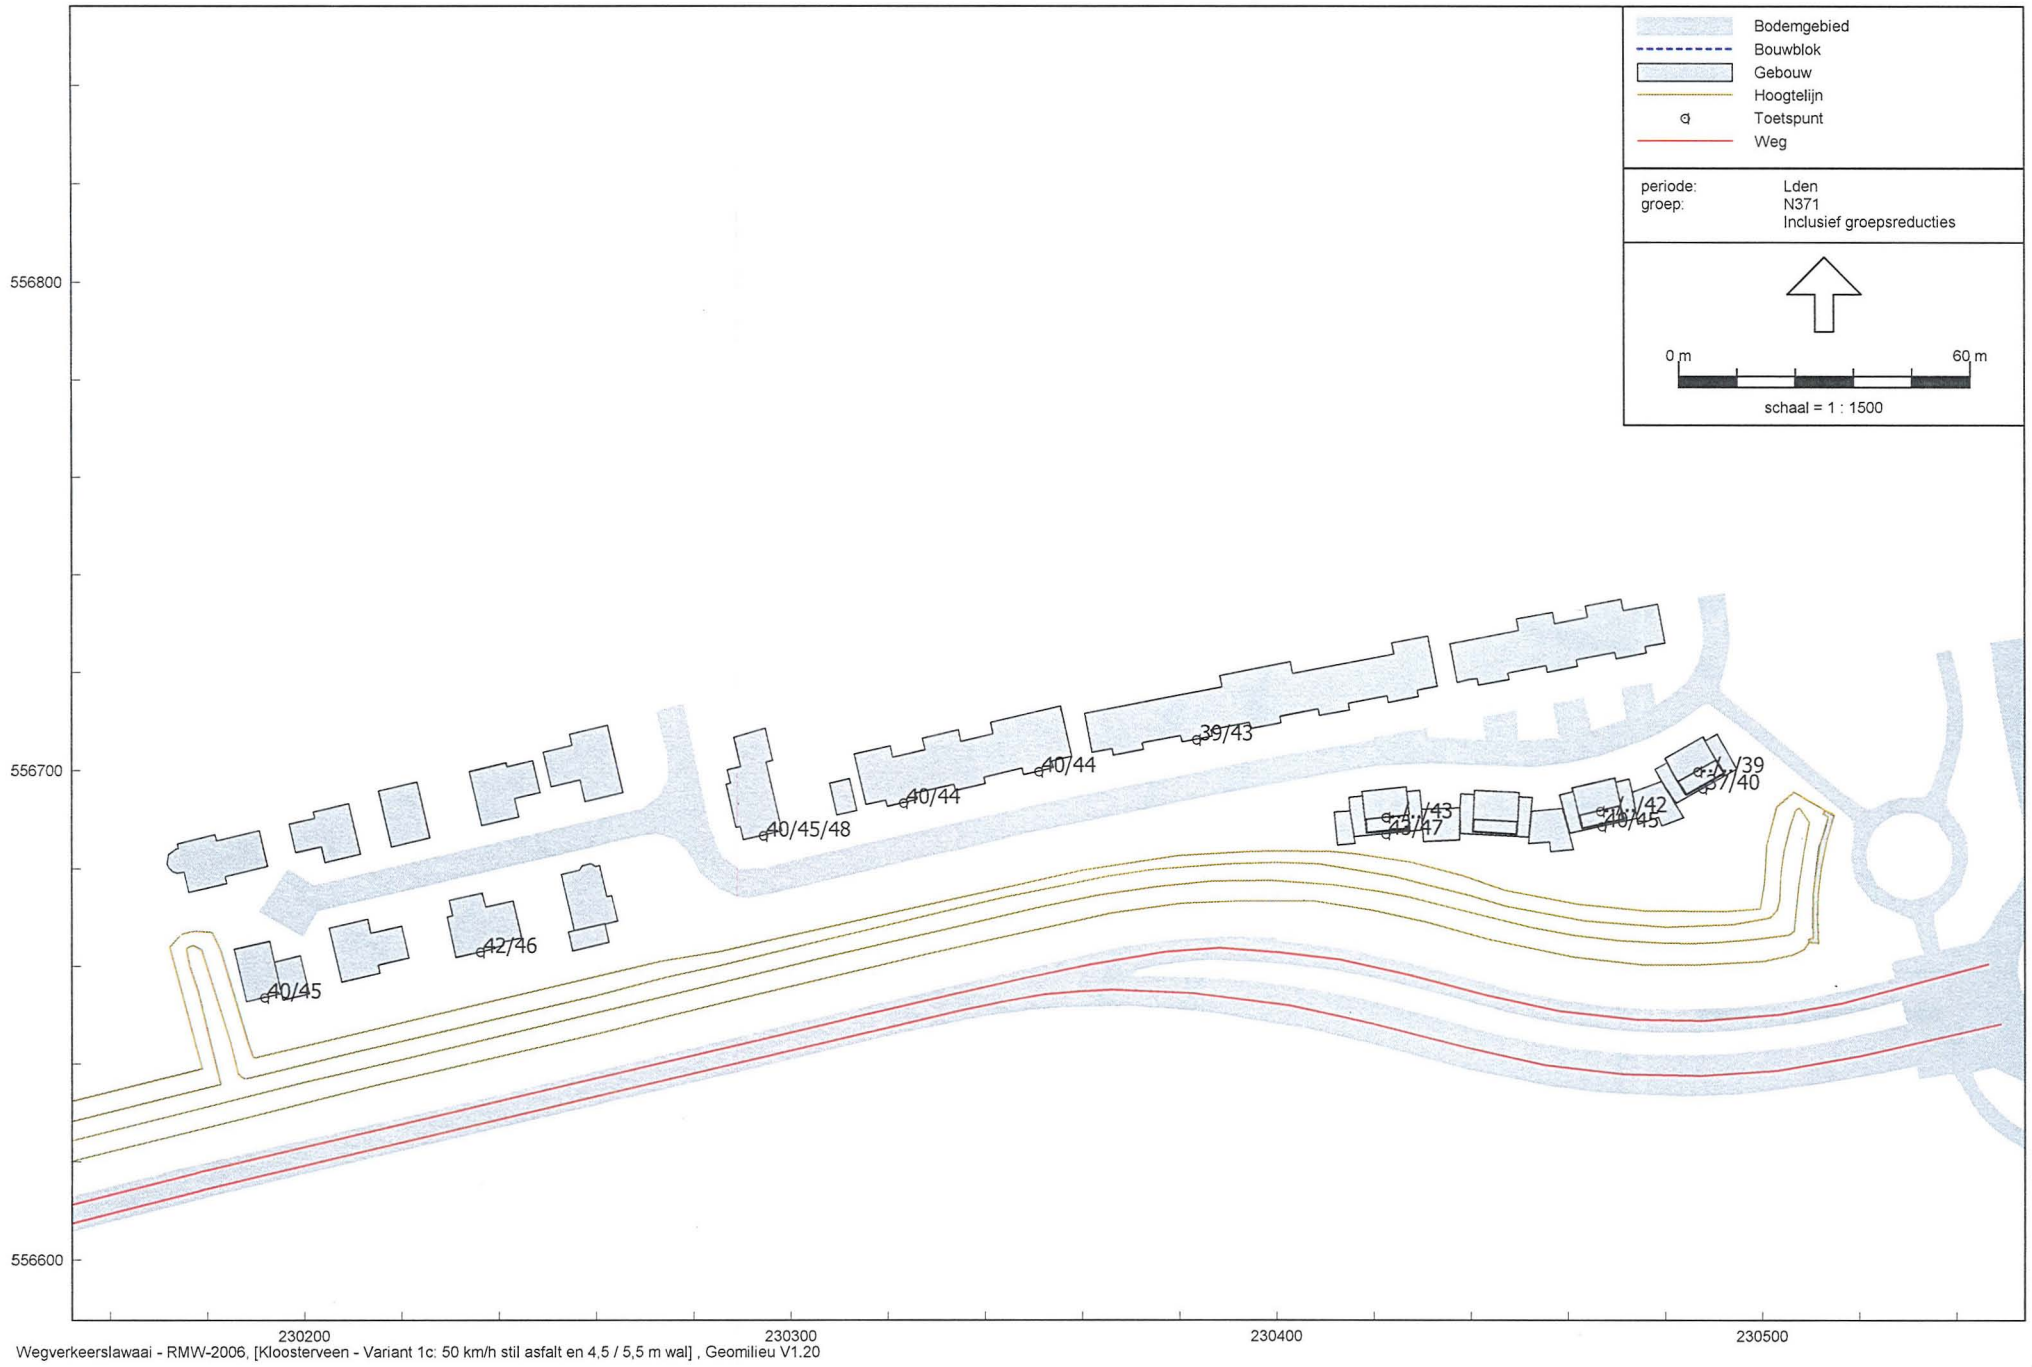 Bodemgebied
Bouwblok
Gebouw
Hoogtelijn
Toetspunt
Weg
periode: Lden
groep: N371
Inclusief groepsreducties
0 m 60 m
schaal = 1 : 1500
556800
556700
556600
39/43
40/44
40/44
40/45/48
../../39
37/40
../../43
43/47
../../42
40/45
42/46
40/45
230200 230300 230400 230500
Wegverkeerslawaai - RMW-2006, [Kloosterveen - Variant 1c: 50 km/h stil asfalt en 4,5 / 5,5 m wal] , Geomilieu V1.20